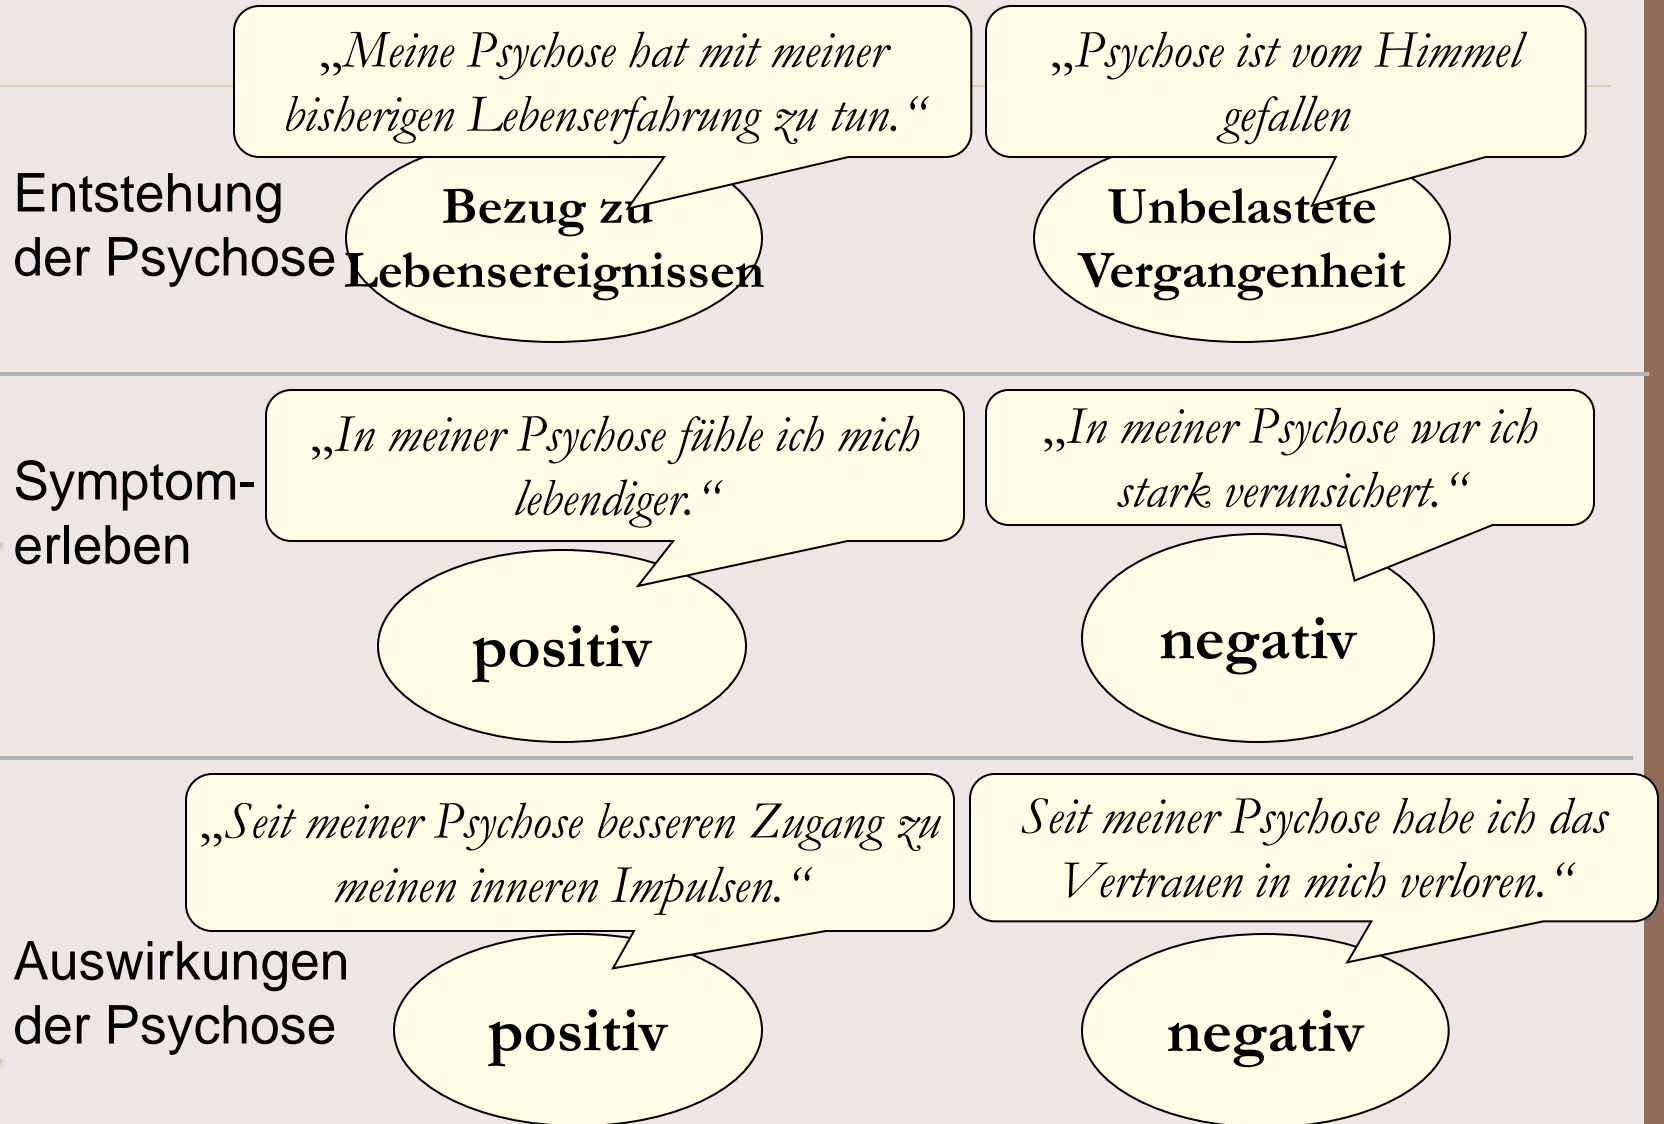 „Meine Psychose hat mit meiner
bisherigen Lebenserfahrung zu tun.“
„Psychose ist vom Himmel
gefallen
Entstehung
der Psychose
Bezug zu
Lebensereignissen
Unbelastete
Vergangenheit
„In meiner Psychose fühle ich mich
lebendiger.“
„In meiner Psychose war ich
stark verunsichert.“
Symptom-
erleben
positiv
negativ
„Seit meiner Psychose besseren Zugang zu
meinen inneren Impulsen.“
Seit meiner Psychose habe ich das
Vertrauen in mich verloren.“
Auswirkungen
der Psychose
positiv
negativ